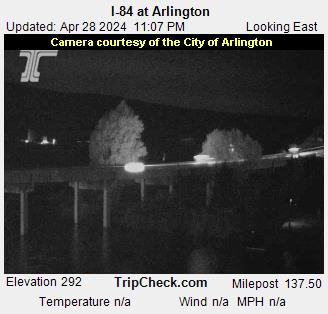 I-84 at Arlington
Updated: Apr 28 2024 11:07 PM Looking East
Camera courtesy of the City of Arlington
Elevation 292 TripCheck.com Milepost 137.50
Temperature n/a Wind n/a MPH n/a